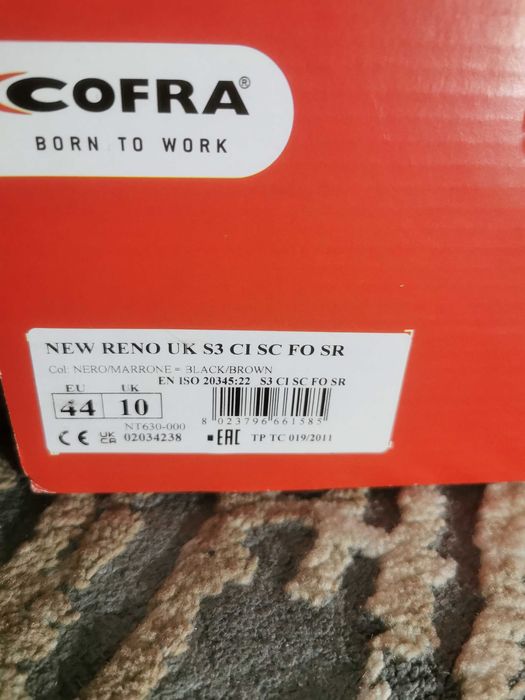 COFRA®
BORN TO WORK
NEW RENO UK S3 CI SC FO SR
Col: NERO/MARRONE = BLACK/BROWN
EN ISO 20345:22 S3 CI SC FO SR
EU UK
44 10
8 023796 661585
NT630-000
CE UKCA 02034238 EAC TP TC 019/2011